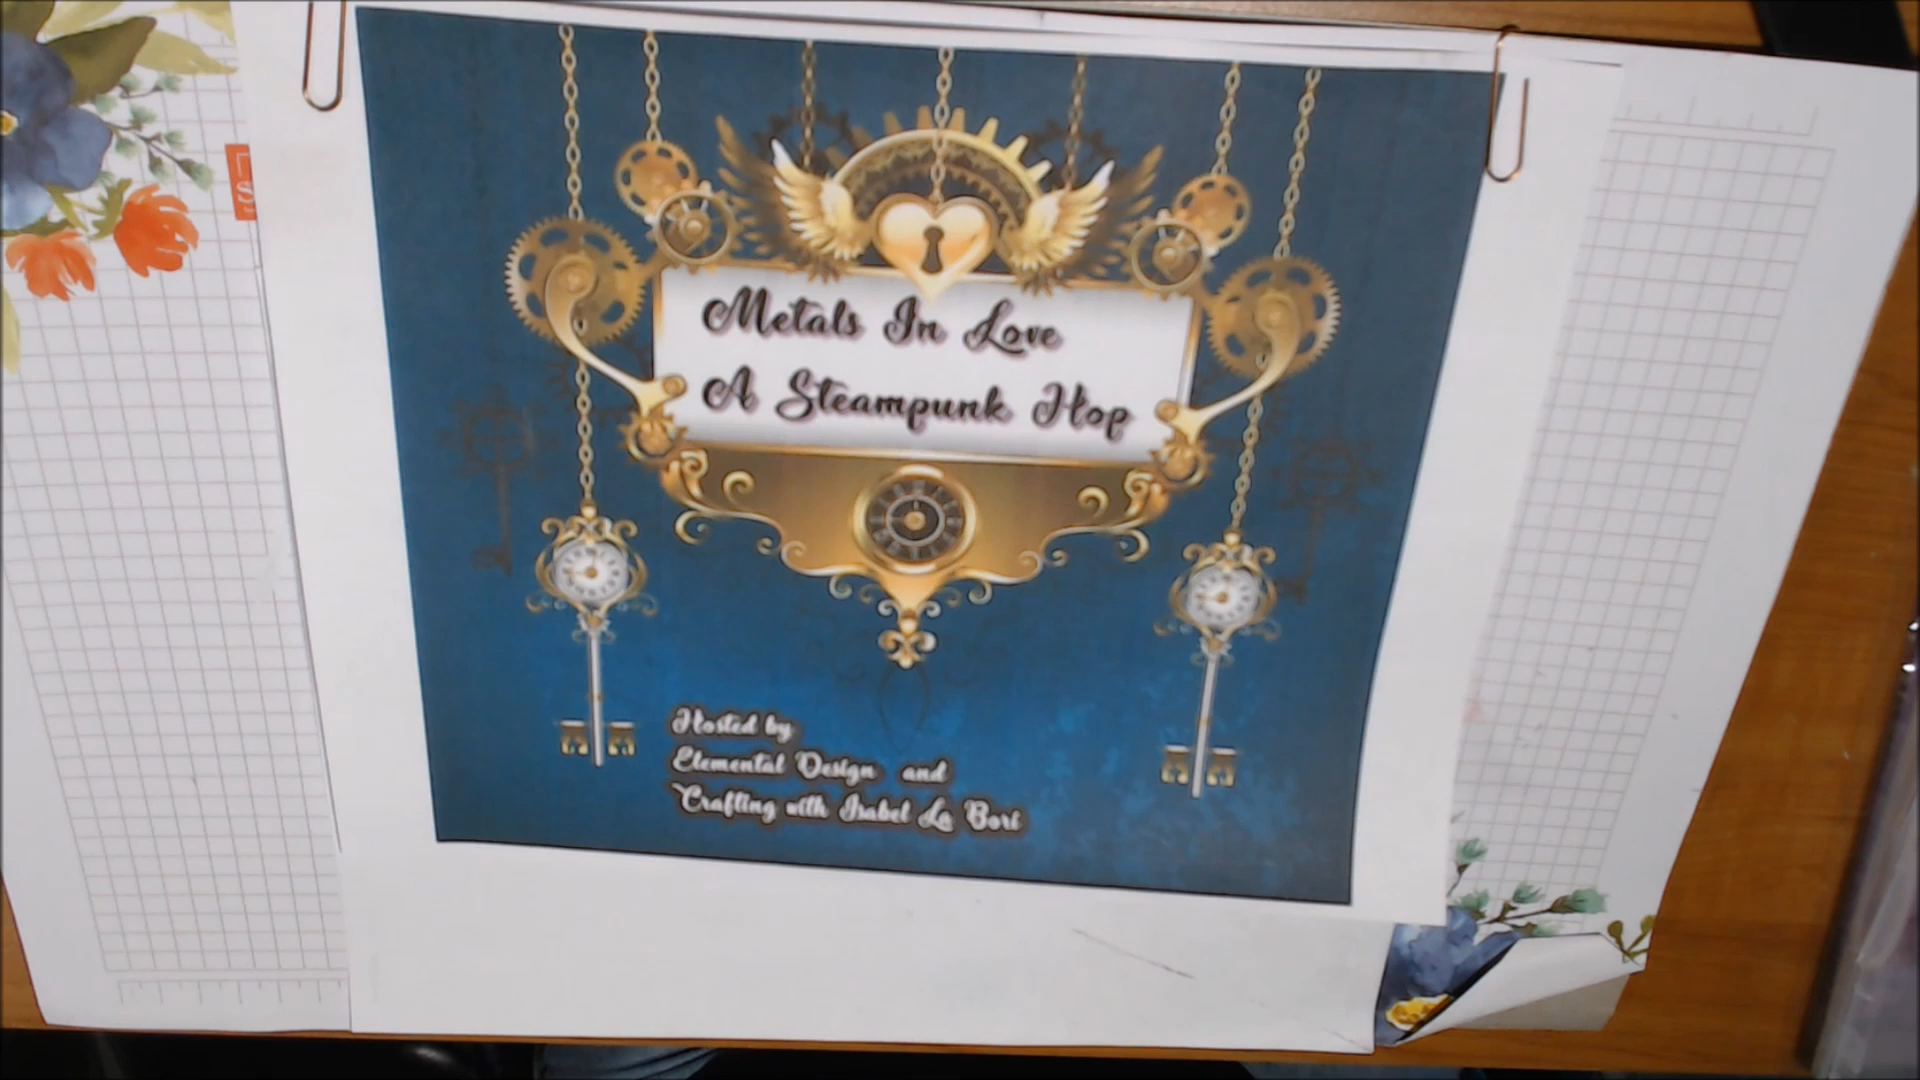 Metals In Love
A Steampunk Hop
Hosted by
Elemental Design and
Crafting with Isabel La Bori